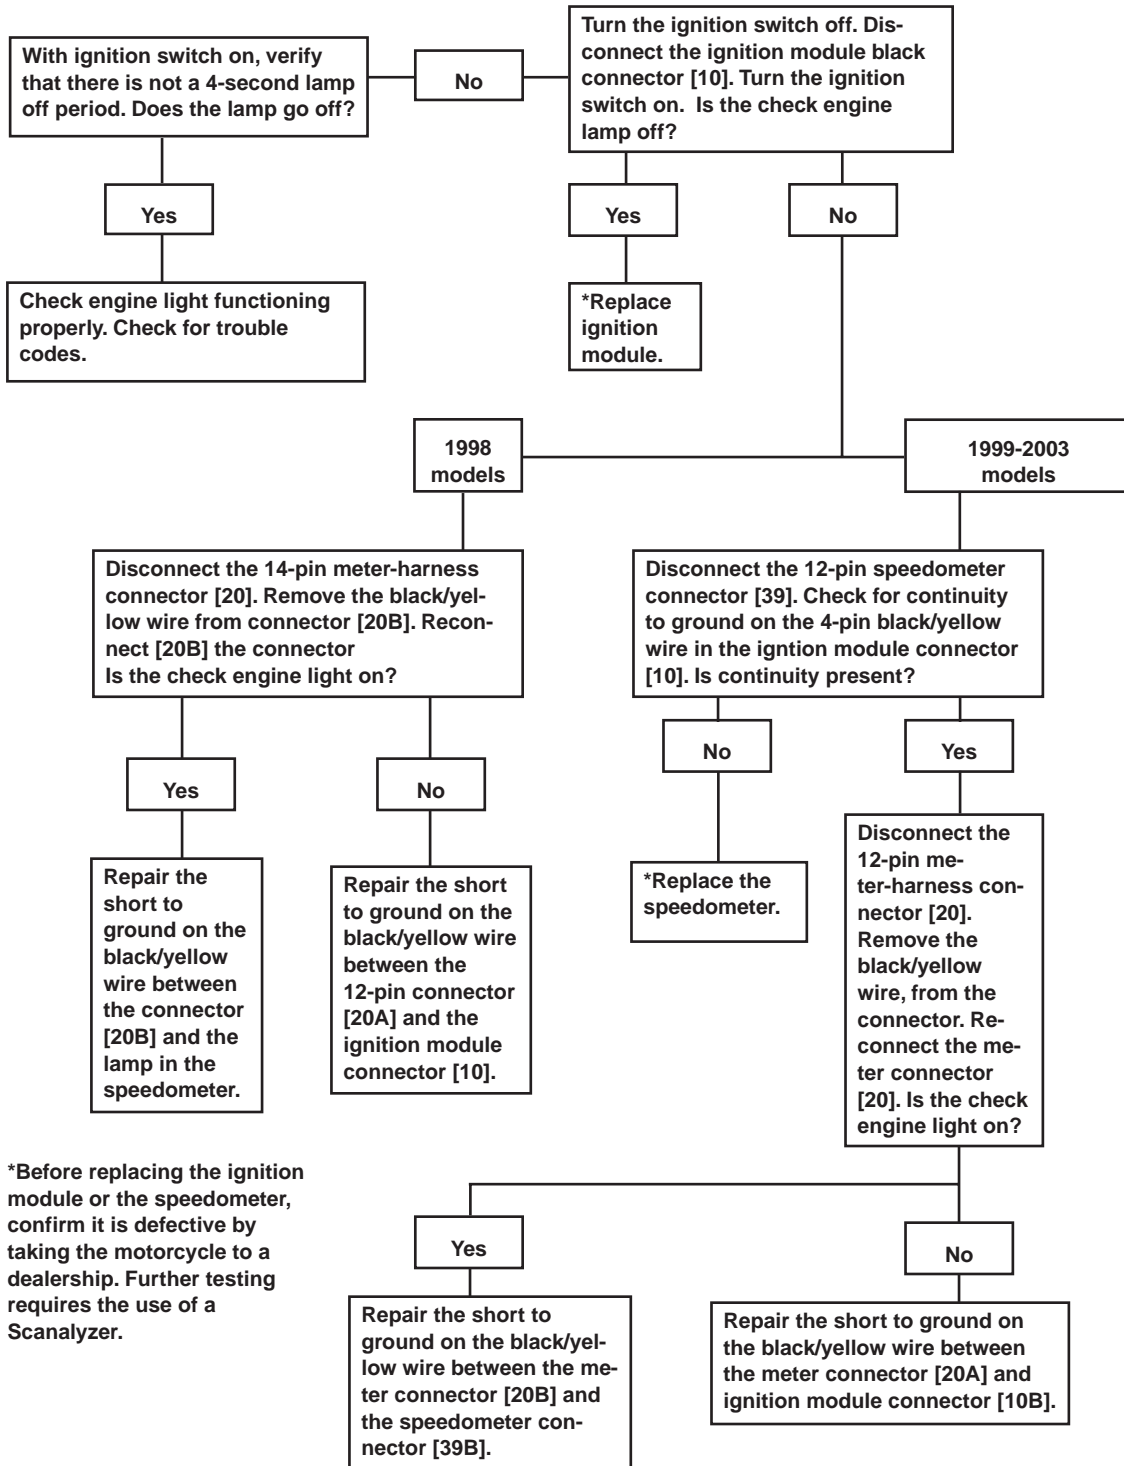 With ignition switch on, verify
that there is not a 4-second lamp
off period. Does the lamp go off?
No
Turn the ignition switch off. Dis-
connect the ignition module black
connector [10]. Turn the ignition
switch on.  Is the check engine
lamp off?
Yes
Yes
No
Check engine light functioning
properly. Check for trouble
codes.
*Replace
ignition
module.
1998
models
1999-2003
models
Disconnect the 14-pin meter-harness
connector [20]. Remove the black/yel-
low wire from connector [20B]. Recon-
nect [20B] the connector
Is the check engine light on?
Disconnect the 12-pin speedometer
connector [39]. Check for continuity
to ground on the 4-pin black/yellow
wire in the igntion module connector
[10]. Is continuity present?
Yes
No
No
Yes
Repair the
short to
ground on the
black/yellow
wire between
the connector
[20B] and the
lamp in the
speedometer.
Repair the short
to ground on the
black/yellow wire
between the
12-pin connector
[20A] and the
ignition module
connector [10].
*Replace the
speedometer.
Disconnect the
12-pin me-
ter-harness con-
nector [20].
Remove the
black/yellow
wire, from the
connector. Re-
connect the me-
ter connector
[20]. Is the check
engine light on?
*Before replacing the ignition
module or the speedometer,
confirm it is defective by
taking the motorcycle to a
dealership. Further testing
requires the use of a
Scanalyzer.
Yes
No
Repair the short to
ground on the black/yel-
low wire between the me-
ter connector [20B] and
the speedometer con-
nector [39B].
Repair the short to ground on
the black/yellow wire between
the meter connector [20A] and
ignition module connector [10B].